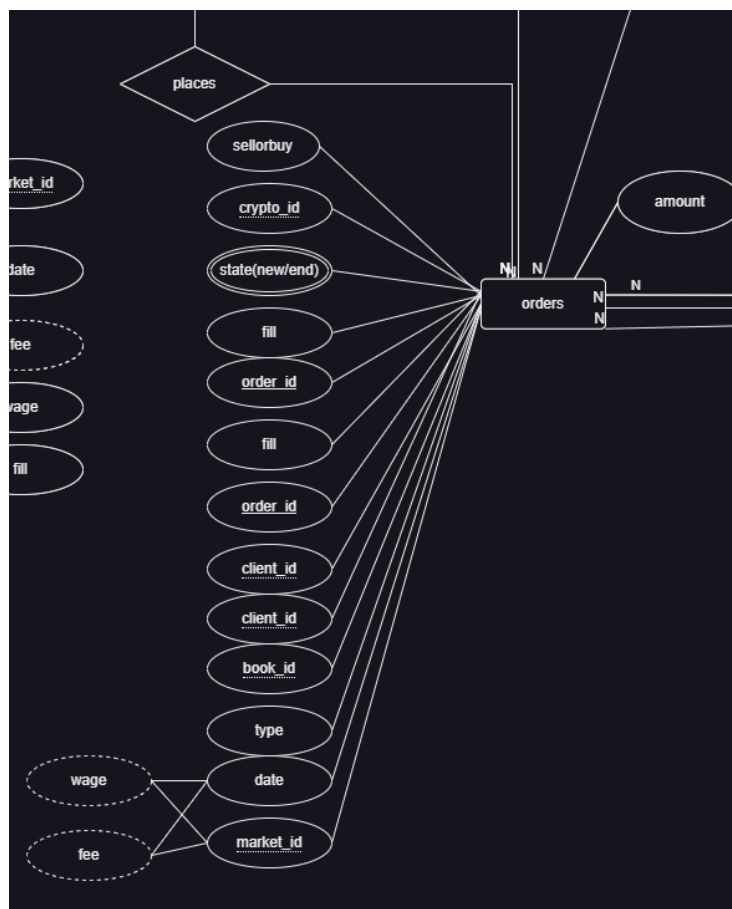 places
sellorbuy
rket_id
crypto_id
amount
state(new/end)
date
N
N
N
N
orders
N
N
fill
fee
order_id
wage
fill
fill
order_id
client_id
client_id
book_id
type
wage
date
market_id
fee